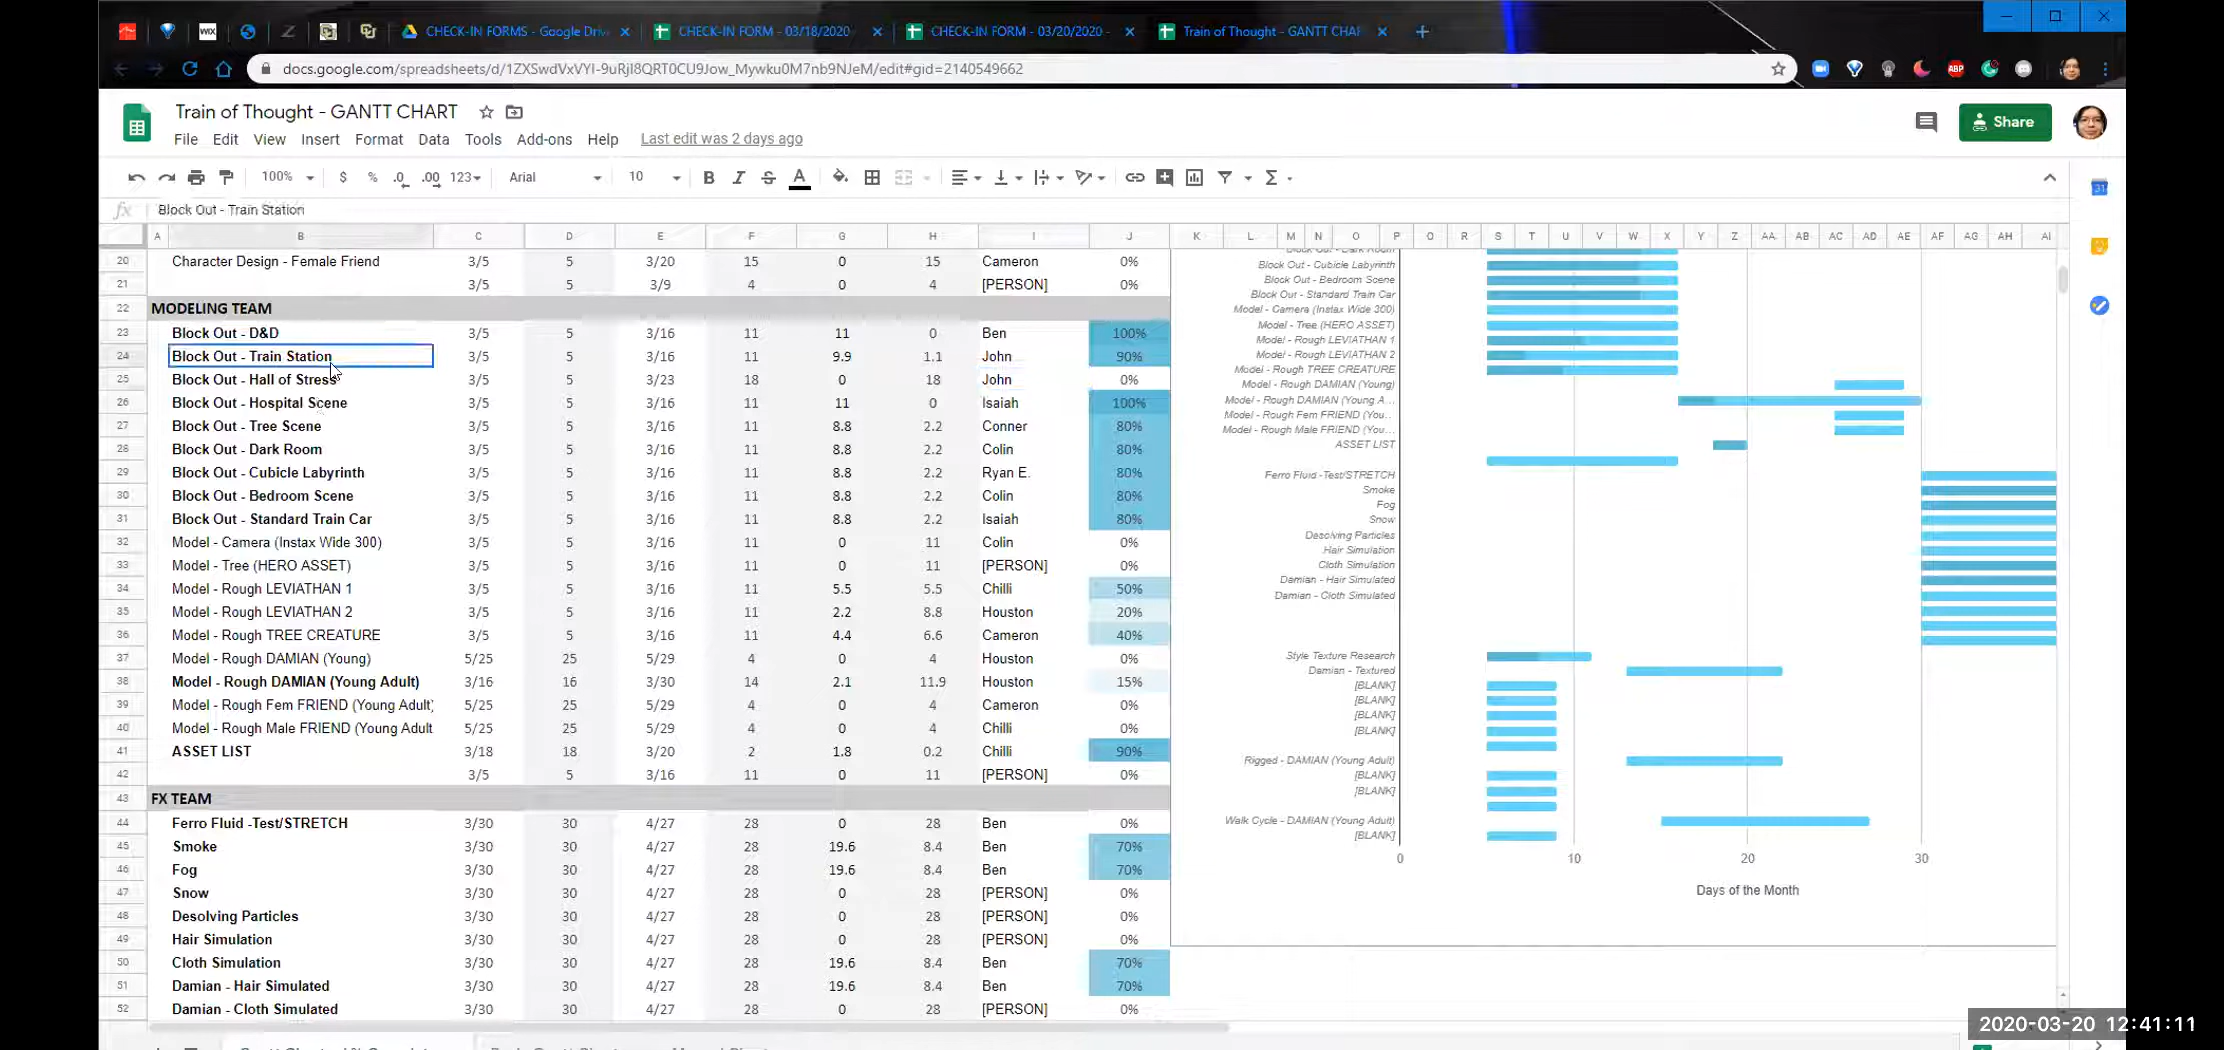 WIX
CHECK-IN FORMS - Google Driv
CHECK-IN FORM - 03/18/2020
CHECK-IN FORM - 03/20/2020 -
Train of Thought - GANTT CHAR
docs.google.com/spreadsheets/d/1ZXSwdVxVYI-9uRjI8QRT0CU9Jow_Mywku0M7nb9NJeM/edit#gid=2140549662
ABP
Train of Thought - GANTT CHART
File Edit View Insert Format Data Tools Add-ons Help Last edit was 2 days ago
Share
100% $ % .0 .00 123 Arial 10 B I S A Σ
31
fx Block Out - Train Station
A B C D E F G H I J K L M N O P Q R S T U V W X Y Z AA AB AC AD AE AF AG AH AI
20 Character Design - Female Friend 3/5 5 3/20 15 0 15 Cameron 0%
21 3/5 5 3/9 4 0 4 [PERSON] 0%
22 MODELING TEAM
23 Block Out - D&D 3/5 5 3/16 11 11 0 Ben 100%
24 Block Out - Train Station 3/5 5 3/16 11 9.9 1.1 John 90%
25 Block Out - Hall of Stress 3/5 5 3/23 18 0 18 John 0%
26 Block Out - Hospital Scene 3/5 5 3/16 11 11 0 Isaiah 100%
27 Block Out - Tree Scene 3/5 5 3/16 11 8.8 2.2 Conner 80%
28 Block Out - Dark Room 3/5 5 3/16 11 8.8 2.2 Colin 80%
29 Block Out - Cubicle Labyrinth 3/5 5 3/16 11 8.8 2.2 Ryan E. 80%
30 Block Out - Bedroom Scene 3/5 5 3/16 11 8.8 2.2 Colin 80%
31 Block Out - Standard Train Car 3/5 5 3/16 11 8.8 2.2 Isaiah 80%
32 Model - Camera (Instax Wide 300) 3/5 5 3/16 11 0 11 Colin 0%
33 Model - Tree (HERO ASSET) 3/5 5 3/16 11 0 11 [PERSON] 0%
34 Model - Rough LEVIATHAN 1 3/5 5 3/16 11 5.5 5.5 Chilli 50%
35 Model - Rough LEVIATHAN 2 3/5 5 3/16 11 2.2 8.8 Houston 20%
36 Model - Rough TREE CREATURE 3/5 5 3/16 11 4.4 6.6 Cameron 40%
37 Model - Rough DAMIAN (Young) 5/25 25 5/29 4 0 4 Houston 0%
38 Model - Rough DAMIAN (Young Adult) 3/16 16 3/30 14 2.1 11.9 Houston 15%
39 Model - Rough Fem FRIEND (Young Adult) 5/25 25 5/29 4 0 4 Cameron 0%
40 Model - Rough Male FRIEND (Young Adult 5/25 25 5/29 4 0 4 Chilli 0%
41 ASSET LIST 3/18 18 3/20 2 1.8 0.2 Chilli 90%
42 3/5 5 3/16 11 0 11 [PERSON] 0%
43 FX TEAM
44 Ferro Fluid -Test/STRETCH 3/30 30 4/27 28 0 28 Ben 0%
45 Smoke 3/30 30 4/27 28 19.6 8.4 Ben 70%
46 Fog 3/30 30 4/27 28 19.6 8.4 Ben 70%
47 Snow 3/30 30 4/27 28 0 28 [PERSON] 0%
48 Desolving Particles 3/30 30 4/27 28 0 28 [PERSON] 0%
49 Hair Simulation 3/30 30 4/27 28 0 28 [PERSON] 0%
50 Cloth Simulation 3/30 30 4/27 28 19.6 8.4 Ben 70%
51 Damian - Hair Simulated 3/30 30 4/27 28 19.6 8.4 Ben 70%
52 Damian - Cloth Simulated 3/30 30 4/27 28 0 28 [PERSON] 0%
Block Out - Dark Room
Block Out - Cubicle Labyrinth
Block Out - Bedroom Scene
Block Out - Standard Train Car
Model - Camera (Instax Wide 300)
Model - Tree (HERO ASSET)
Model - Rough LEVIATHAN 1
Model - Rough LEVIATHAN 2
Model - Rough TREE CREATURE
Model - Rough DAMIAN (Young)
Model - Rough DAMIAN (Young A...
Model - Rough Fem FRIEND (You...
Model - Rough Male FRIEND (You...
ASSET LIST
Ferro Fluid -Test/STRETCH
Smoke
Fog
Snow
Desolving Particles
Hair Simulation
Cloth Simulation
Damian - Hair Simulated
Damian - Cloth Simulated
Style Texture Research
Damian - Textured
[BLANK]
[BLANK]
[BLANK]
[BLANK]
Rigged - DAMIAN (Young Adult)
[BLANK]
[BLANK]
Walk Cycle - DAMIAN (Young Adult)
[BLANK]
0 10 20 30
Days of the Month
2020-03-20 12:41:11